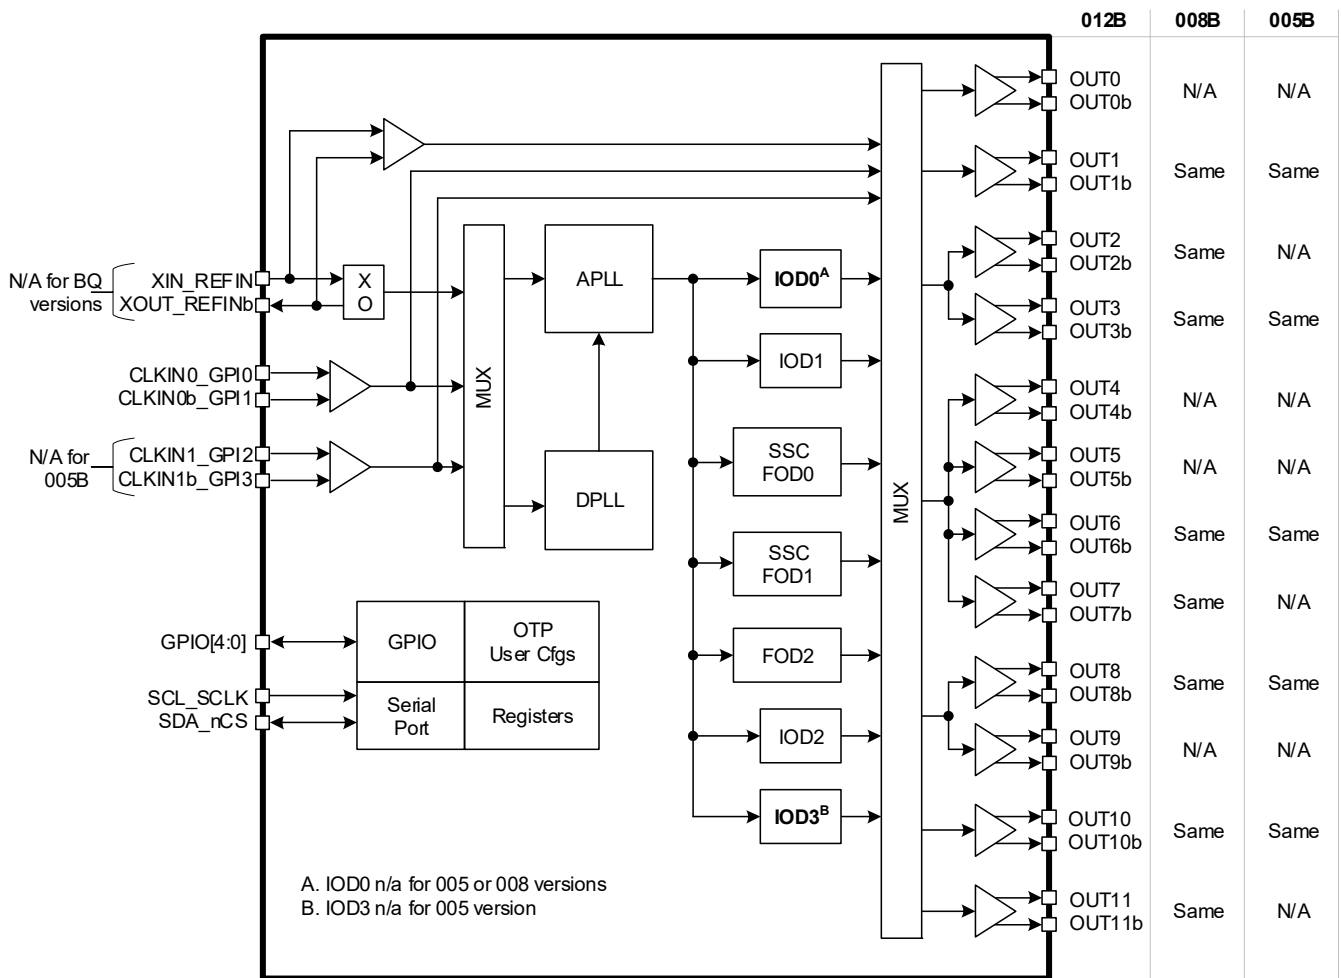 012B 008B 005B
OUT0 N/A N/A
OUT0b
OUT1 Same Same
OUT1b
OUT2 Same N/A
OUT2b
OUT3 Same Same
OUT3b
OUT4 N/A N/A
OUT4b
OUT5 N/A N/A
OUT5b
OUT6 Same Same
OUT6b
OUT7 Same N/A
OUT7b
OUT8 Same Same
OUT8b
OUT9 N/A N/A
OUT9b
OUT10 Same Same
OUT10b
OUT11 Same N/A
OUT11b
N/A for BQ
versions
XIN_REFIN
XOUT_REFINb
X
O
CLKIN0_GPI0
CLKIN0b_GPI1
N/A for
005B
CLKIN1_GPI2
CLKIN1b_GPI3
MUX
APLL
DPLL
IOD0A
IOD1
SSC
FOD0
SSC
FOD1
FOD2
IOD2
IOD3B
MUX
GPIO[4:0]
SCL_SCLK
SDA_nCS
GPIO
OTP
User Cfgs
Serial
Port
Registers
A. IOD0 n/a for 005 or 008 versions
B. IOD3 n/a for 005 version